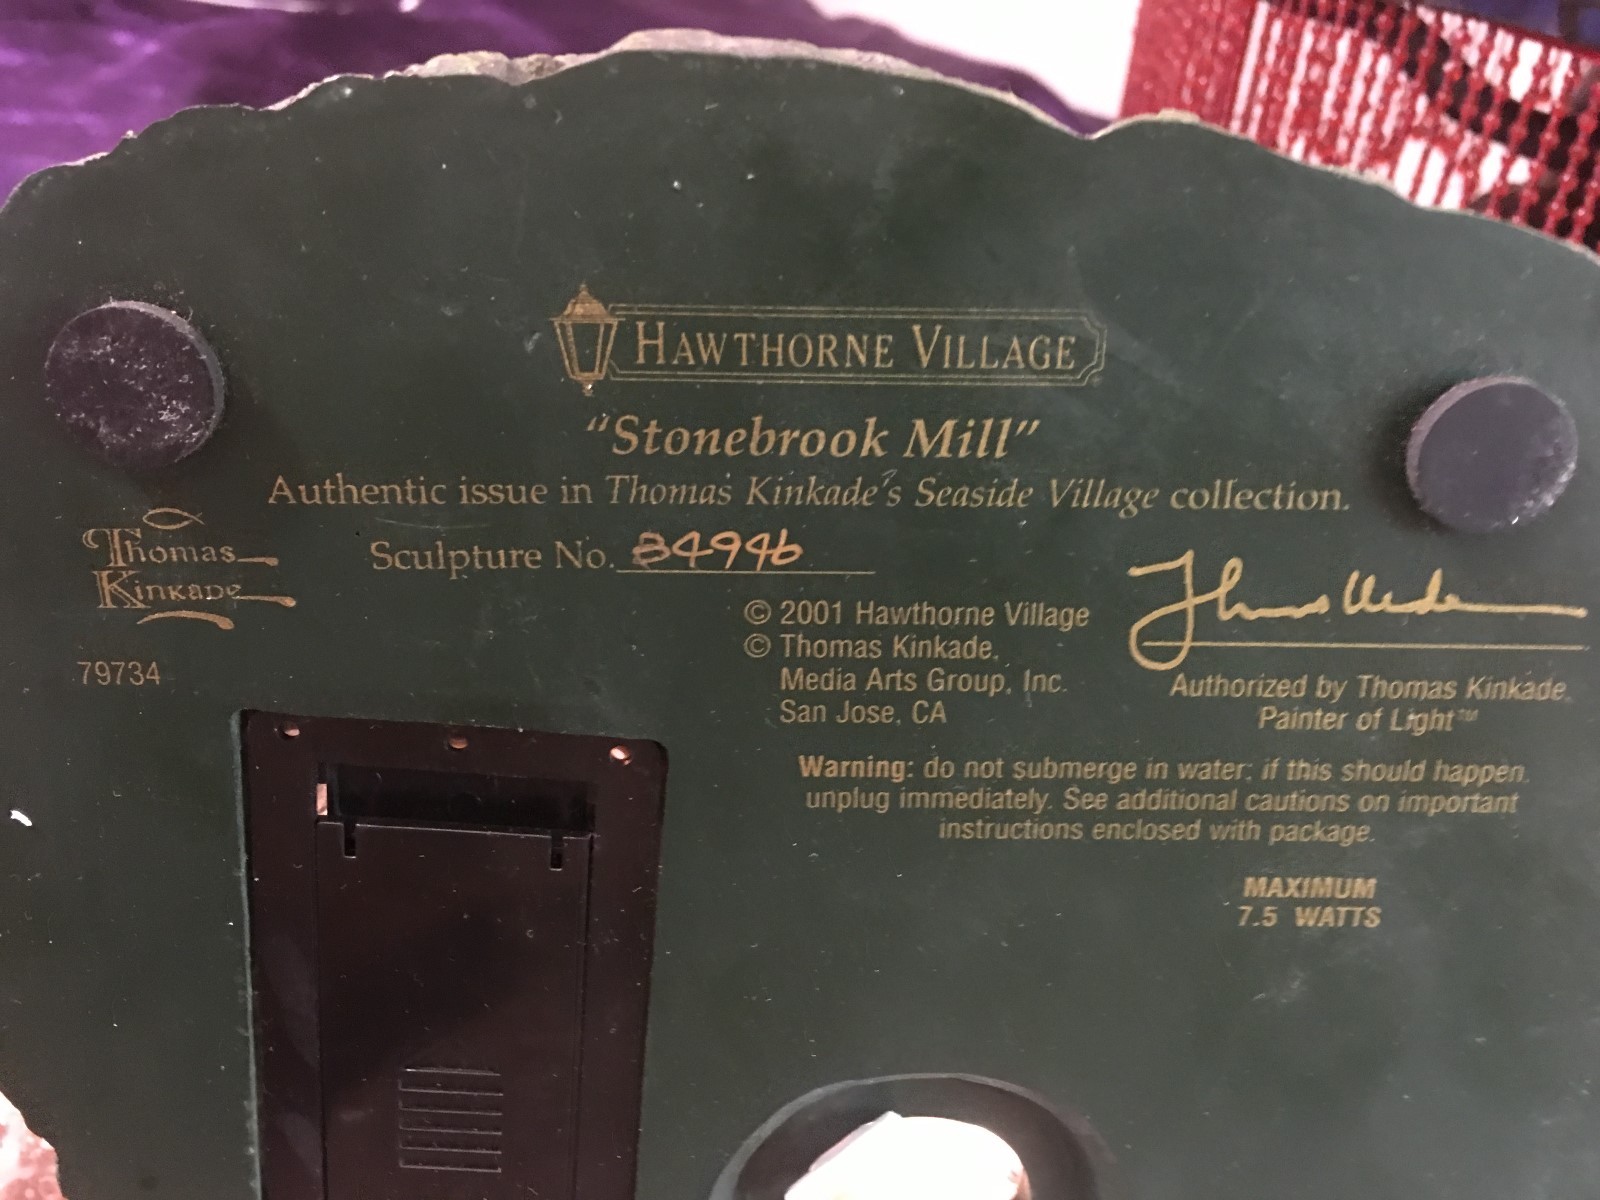 HAWTHORNE VILLAGE
"Stonebrook Mill"
Authentic issue in Thomas Kinkade's Seaside Village collection.
Thomas
Kinkade
Sculpture No.
79734
© 2001 Hawthorne Village
© Thomas Kinkade,
Media Arts Group, Inc.
San Jose, CA
Authorized by Thomas Kinkade,
Painter of Light™
Warning: do not submerge in water; if this should happen,
unplug immediately. See additional cautions on important
instructions enclosed with package.
MAXIMUM
7.5 WATTS